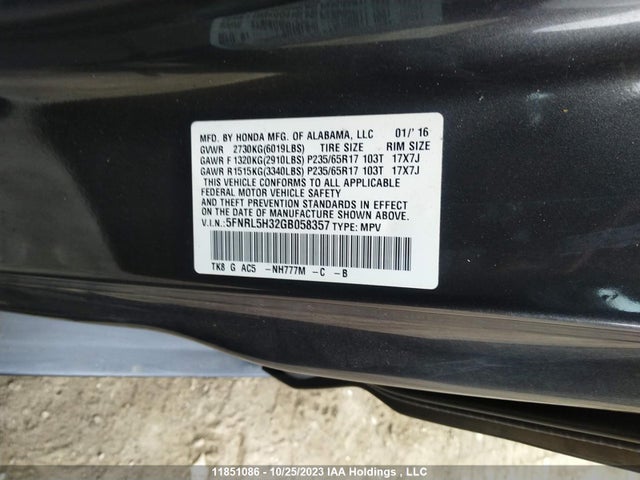 MFD. BY HONDA MFG. OF ALABAMA, LLC 01/'16
GVWR 2730KG(6019LBS) TIRE SIZE RIM SIZE
GAWR F 1320KG(2910LBS) P235/65R17 103T 17X7J
GAWR R1515KG(3340LBS) P235/65R17 103T 17X7J
THIS VEHICLE CONFORMS TO ALL APPLICABLE
FEDERAL MOTOR VEHICLE SAFETY
AND THEFT PREVENTION STANDARDS IN EFFECT
ON THE DATE OF MANUFACTURE SHOWN ABOVE.
V.I.N.:5FNRL5H32GB058357 TYPE: MPV
TK8 G AC5 -NH777M -C -B
11851086 - 10/25/2023 IAA Holdings , LLC